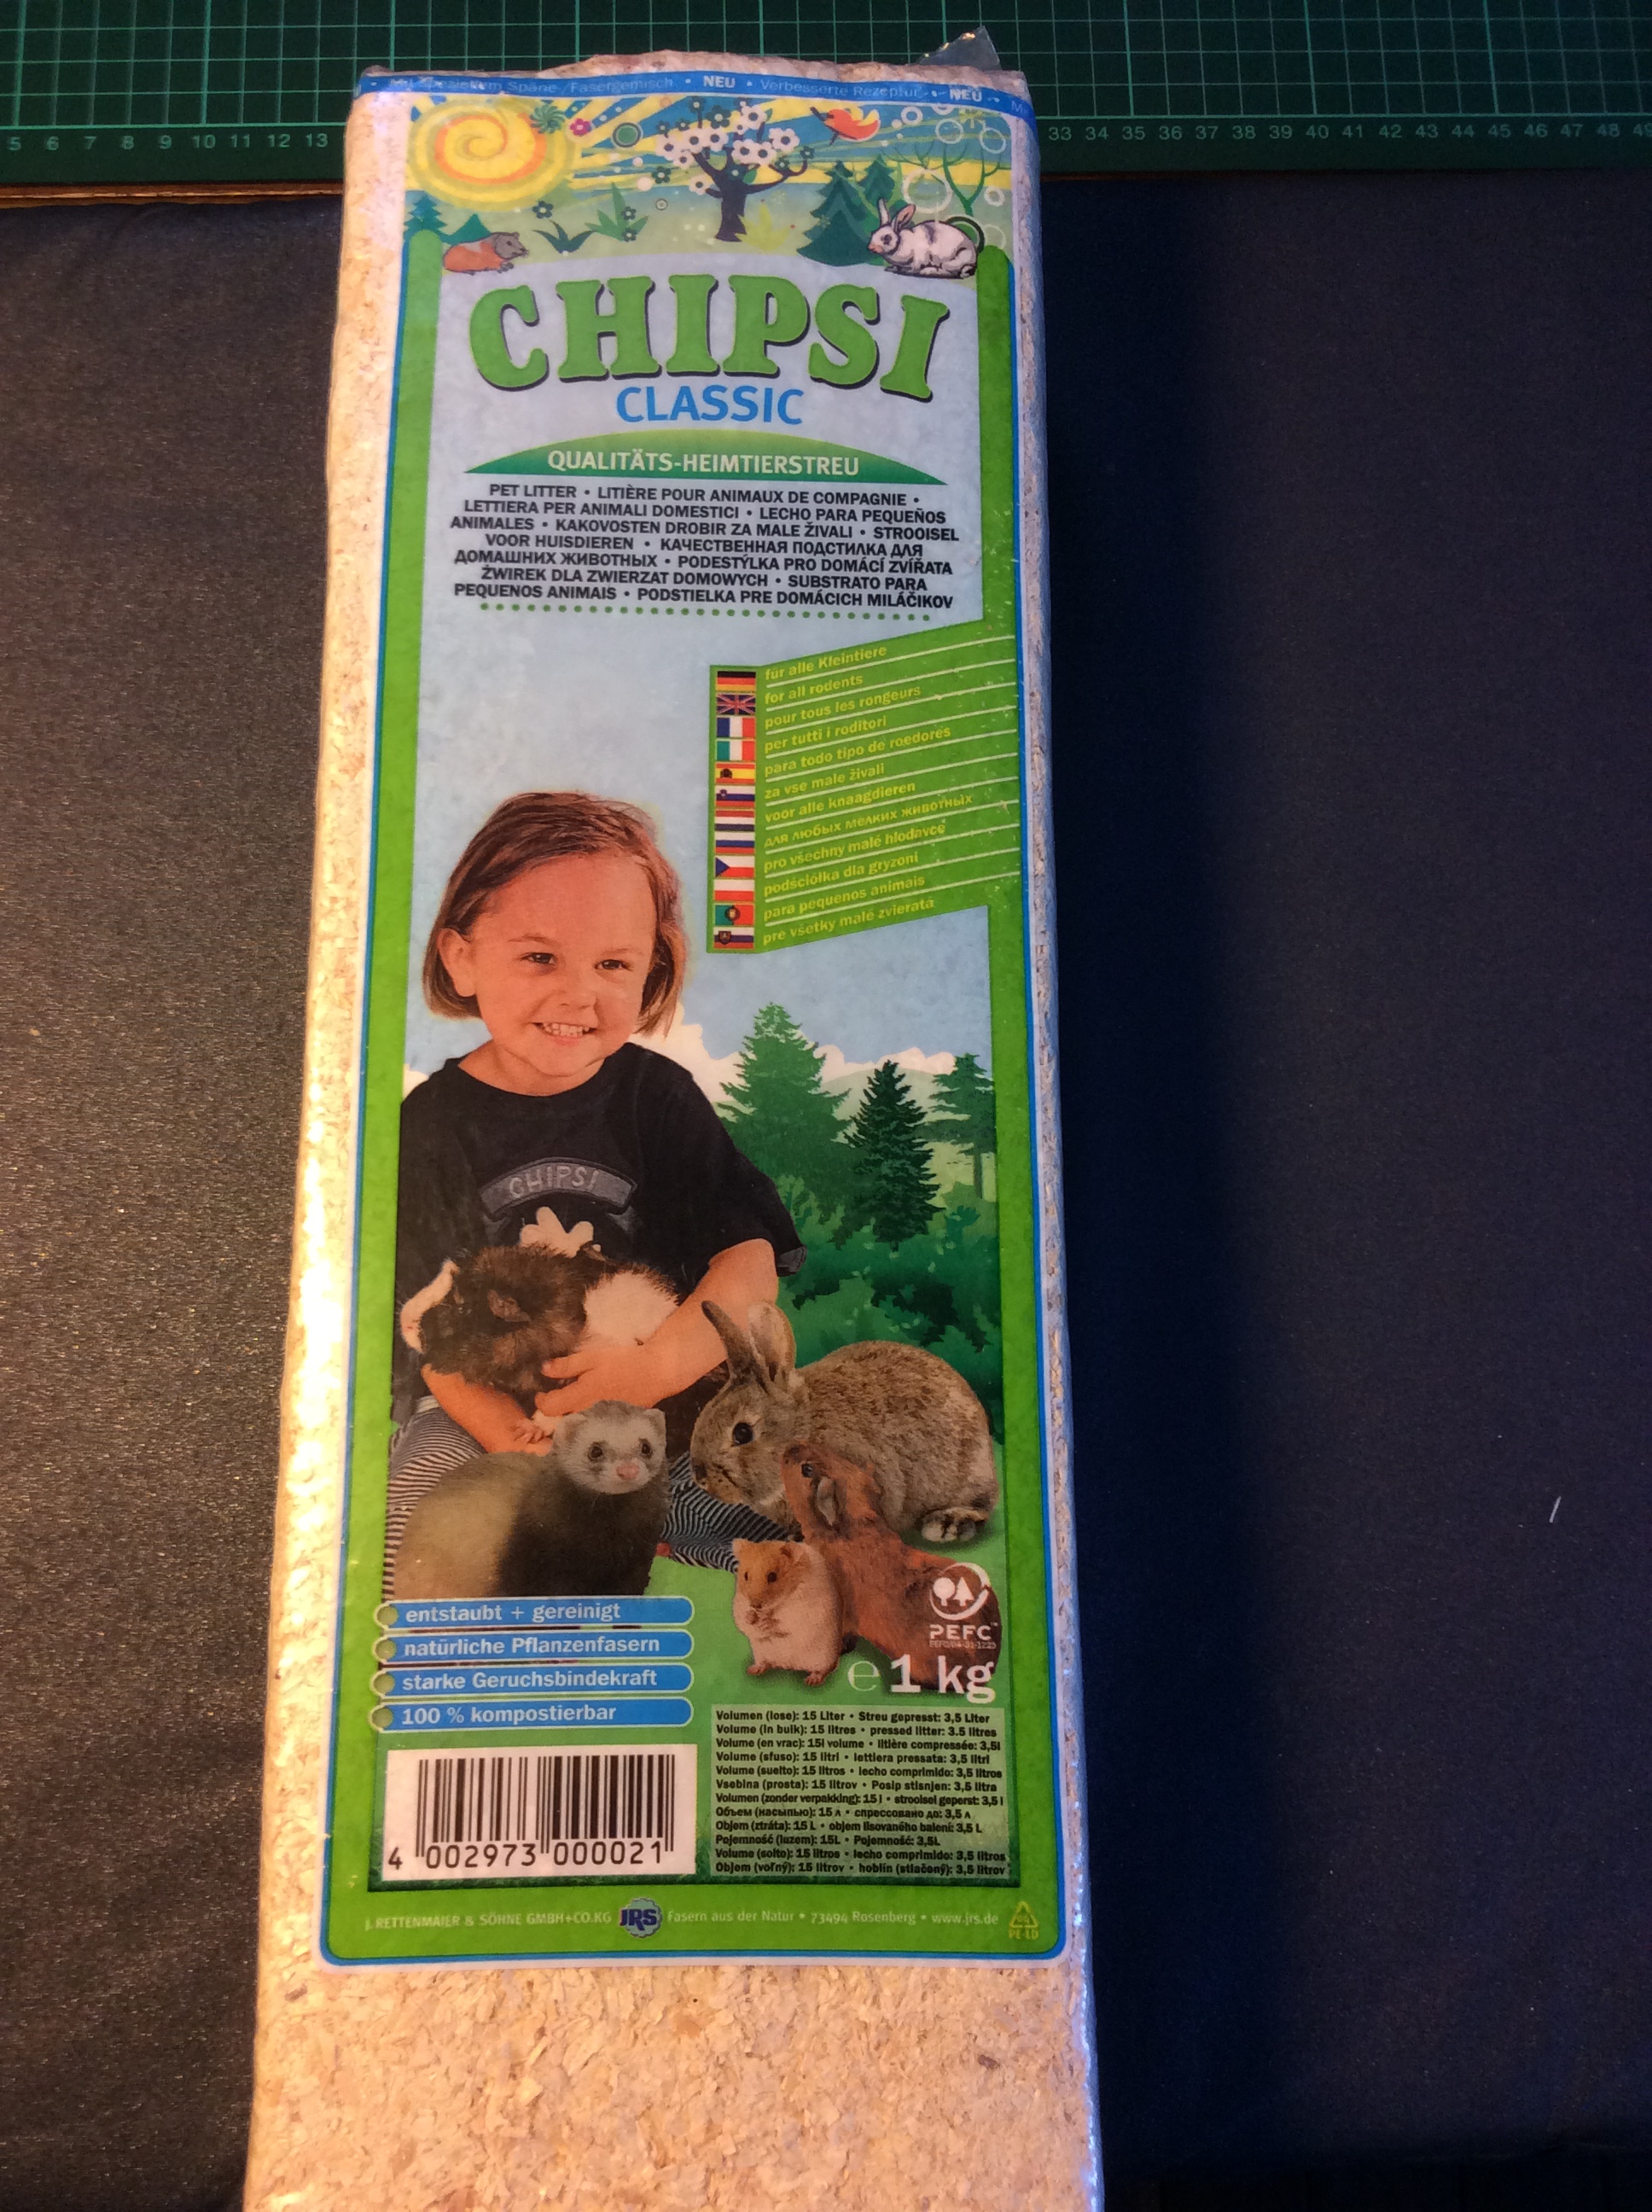 5 6 7 8 9 10 11 12 13
33 34 35 36 37 38 39 40 41 42 43 44 45 46 47 48
Mit speziellem Späne-/Fasergemisch • NEU • Verbesserte Rezeptur • NEU •
CHIPSI
CLASSIC
QUALITÄTS-HEIMTIERSTREU
PET LITTER • LITIÈRE POUR ANIMAUX DE COMPAGNIE •
LETTIERA PER ANIMALI DOMESTICI • LECHO PARA PEQUEÑOS
ANIMALES • KAKOVOSTEN DROBIR ZA MALE ŽIVALI • STROOISEL
VOOR HUISDIEREN • КАЧЕСТВЕННАЯ ПОДСТИЛКА ДЛЯ
ДОМАШНИХ ЖИВОТНЫХ • PODESTÝLKA PRO DOMÁCÍ ZVÍŘATA
ŻWIREK DLA ZWIERZAT DOMOWYCH • SUBSTRATO PARA
PEQUENOS ANIMAIS • PODSTIELKA PRE DOMÁCICH MILÁČIKOV
für alle Kleintiere
for all rodents
pour tous les rongeurs
per tutti i roditori
para todo tipo de roedores
za vse male živali
voor alle knaagdieren
для любых мелких животных
pro všechny malé hlodavce
podściółka dla gryzoni
para pequenos animais
pre všetky malé zvieratá
CHIPSI
entstaubt + gereinigt
natürliche Pflanzenfasern
starke Geruchsbindekraft
100 % kompostierbar
PEFC™
PEFC/04-31-1223
℮ 1 kg
Volumen (lose): 15 Liter • Streu gepresst: 3,5 Liter
Volume (in bulk): 15 litres • pressed litter: 3.5 litres
Volume (en vrac): 15l volume • litière compressée: 3,5l
Volume (sfuso): 15 litri • lettiera pressata: 3,5 litri
Volume (suelto): 15 litros • lecho comprimido: 3,5 litros
Vsebina (prosta): 15 litrov • Posip stisnjen: 3,5 litra
Volumen (zonder verpakking): 15 l • strooisel geperst: 3,5 l
Объем (насыпью): 15 л • спрессовано до: 3,5 л
Objem (ztráta): 15 L • objem lisovaného balení: 3,5 L
Pojemność (luzem): 15L • Pojemność: 3,5L
Volume (solto): 15 litros • lecho comprimido: 3,5 litros
Objem (voľný): 15 litrov • hoblín (stlačený): 3,5 litrov
4 002973 000021
J. RETTENMAIER & SÖHNE GMBH+CO.KG JRS Fasern aus der Natur • 73494 Rosenberg • www.jrs.de
PE-LD